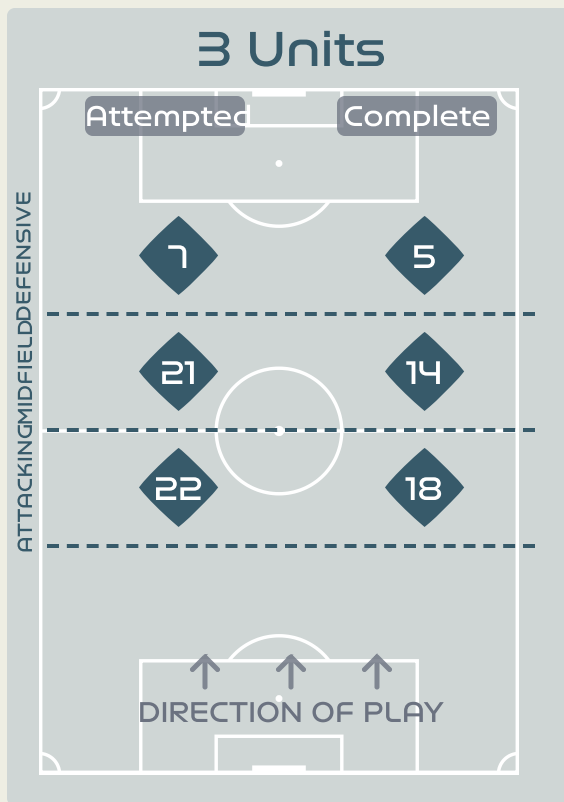 3 Units
Attempted Complete
7 5
21 14
22 18
ATTACKINGMIDFIELDDEFENSIVE
DIRECTION OF PLAY